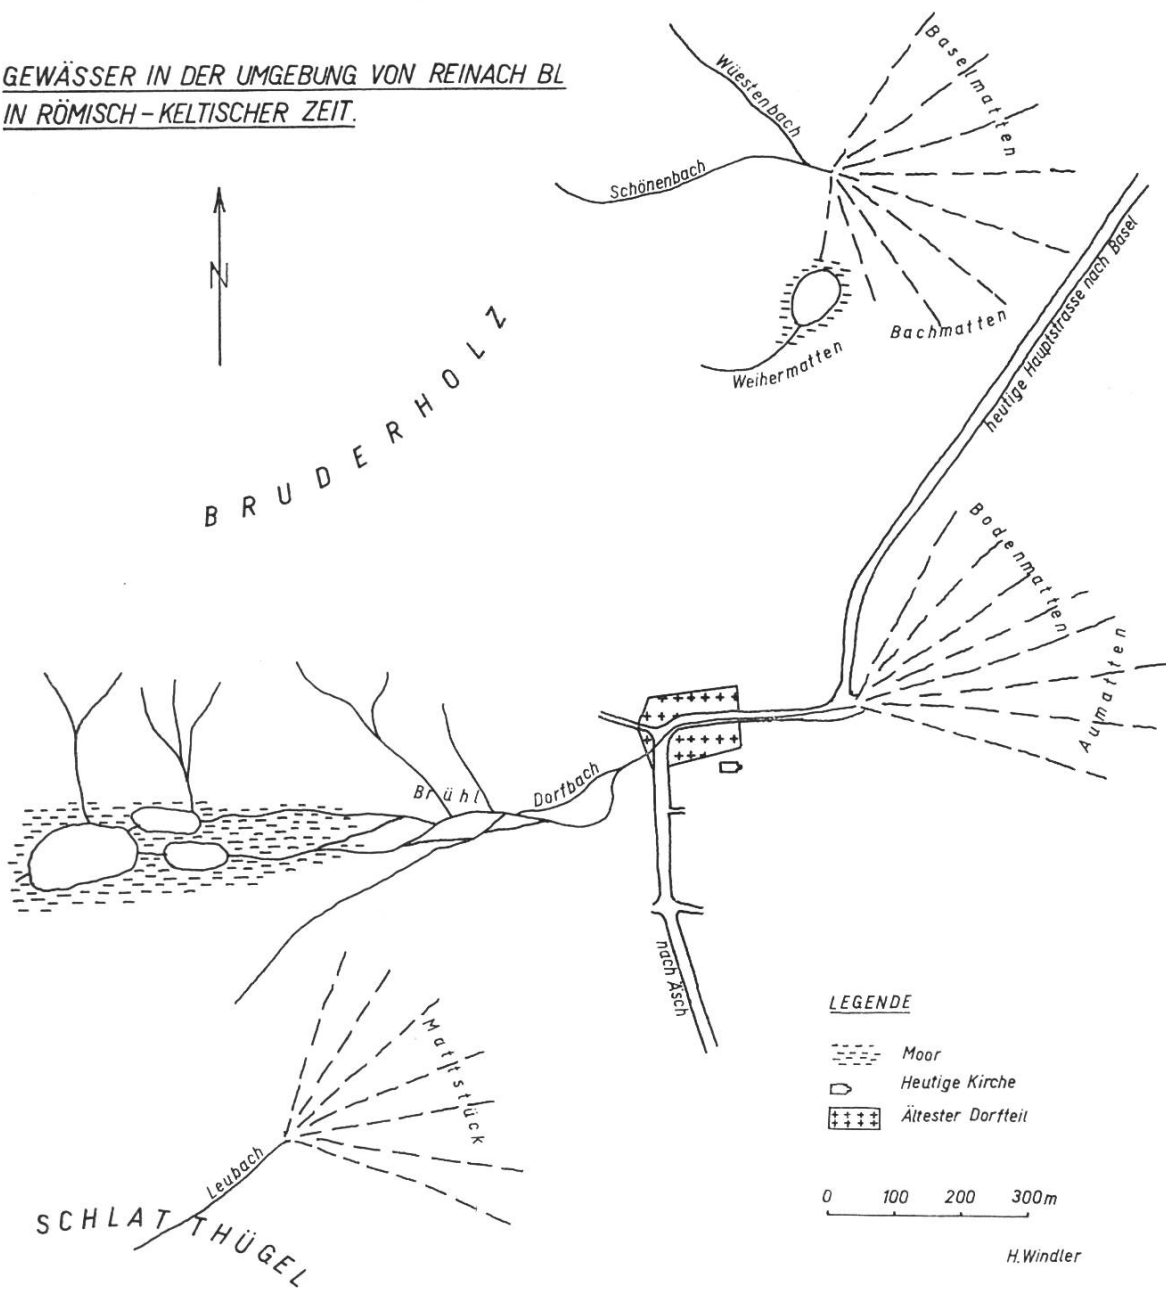 GEWÄSSER IN DER UMGEBUNG VON REINACH BL
IN RÖMISCH-KELTISCHER ZEIT.
N
Wüestenbach
Baselmatten
Schönenbach
Bachmatten
Weihermatten
heutige Hauptstrasse nach Basel
BRUDERHOLZ
Bodenmatten
Aumatten
Brühl
Dorfbach
nach Äsch
Mattstück
Leubach
SCHLATTHÜGEL
LEGENDE
Moor
Heutige Kirche
Ältester Dorfteil
0 100 200 300m
H.Windler